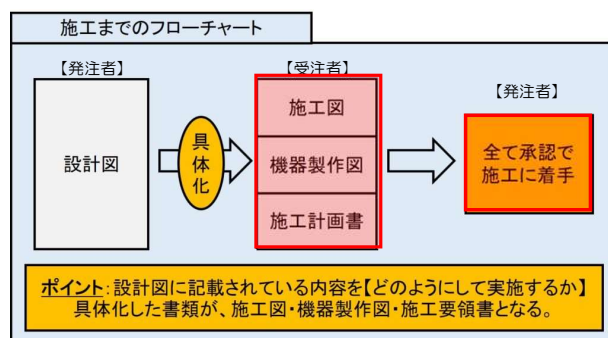 施工までのフローチャート
【発注者】
設計図
具体化
【受注者】
施工図
機器製作図
施工計画書
【発注者】
全て承認で
施工に着手
ポイント：設計図に記載されている内容を【どのようにして実施するか】
具体化した書類が、施工図・機器製作図・施工要領書となる。